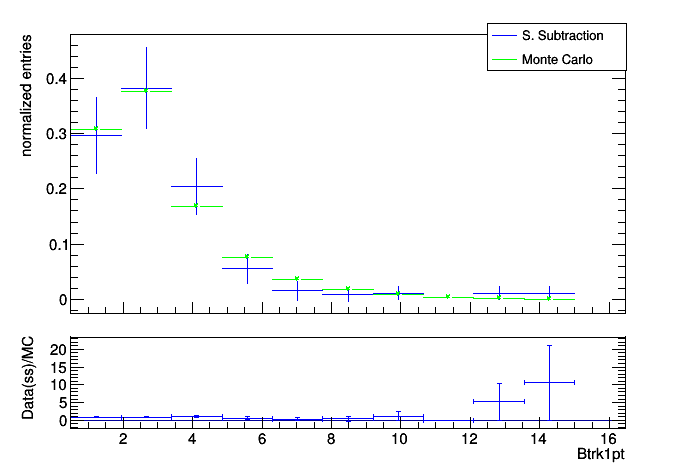 S. Subtraction
Monte Carlo
normalized entries
0.4
0.3
0.2
0.1
0
Data(ss)/MC
20
15
10
5
0
2 4 6 8 10 12 14 16
Btrk1pt